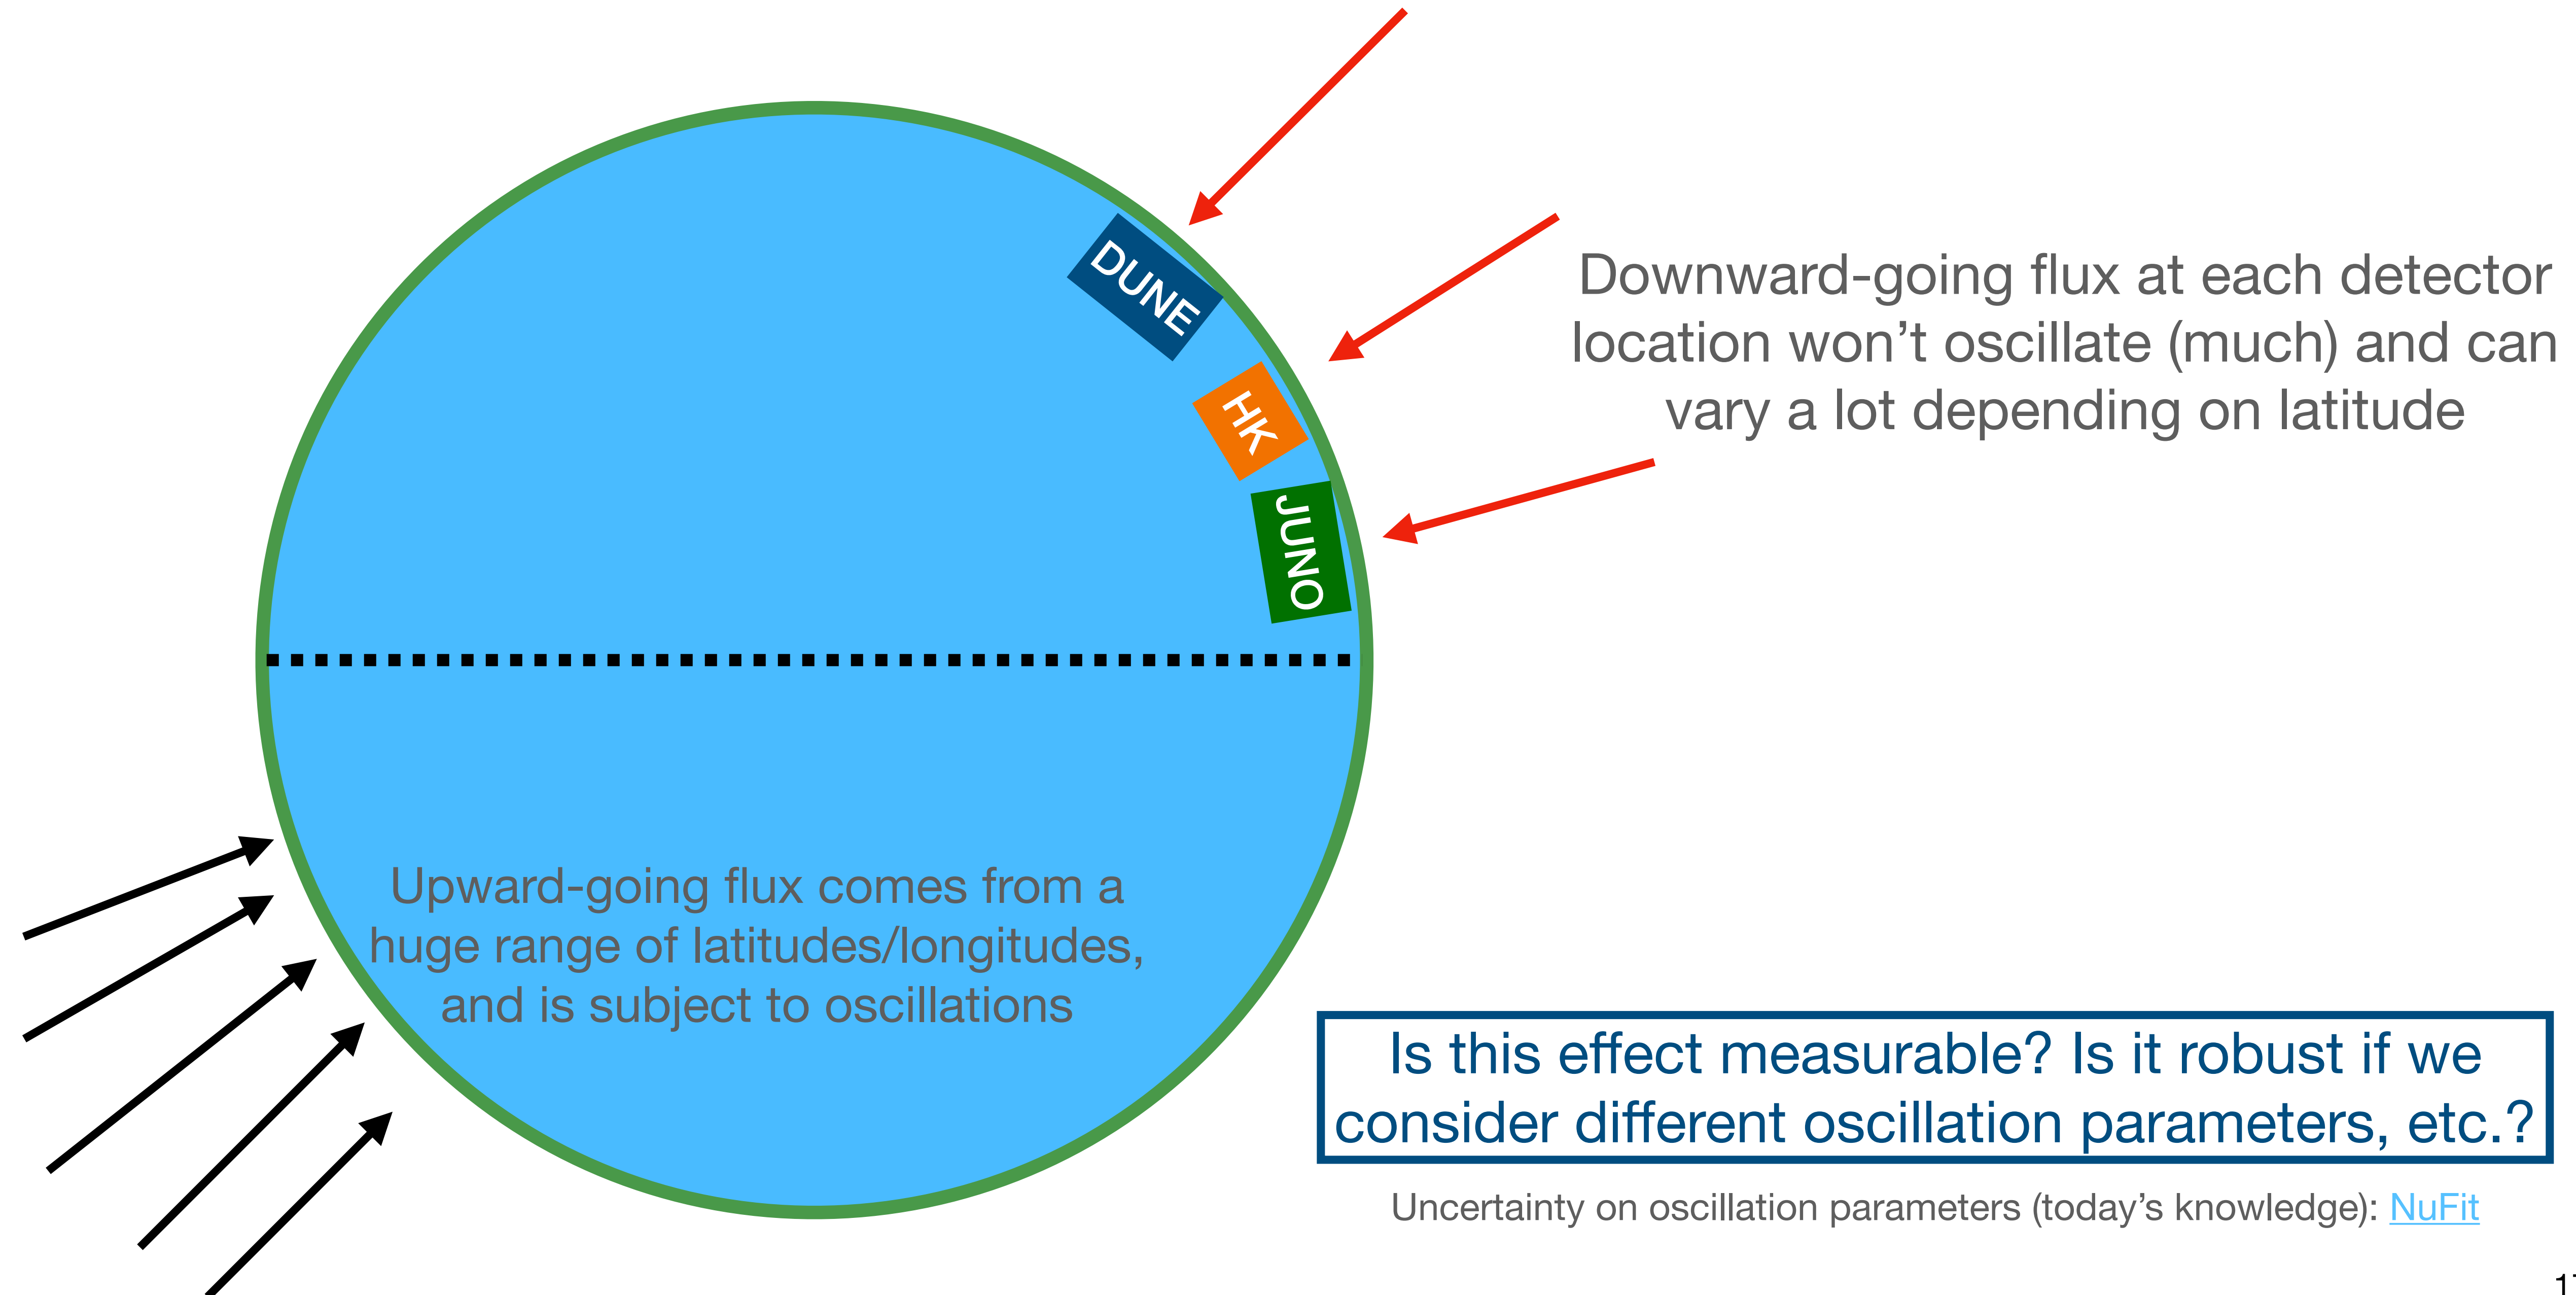 DUNE
HK
JUNO
Downward-going flux at each detector
location won’t oscillate (much) and can
vary a lot depending on latitude
Upward-going flux comes from a
huge range of latitudes/longitudes,
and is subject to oscillations
Is this effect measurable? Is it robust if we
consider different oscillation parameters, etc.?
Uncertainty on oscillation parameters (today’s knowledge): NuFit